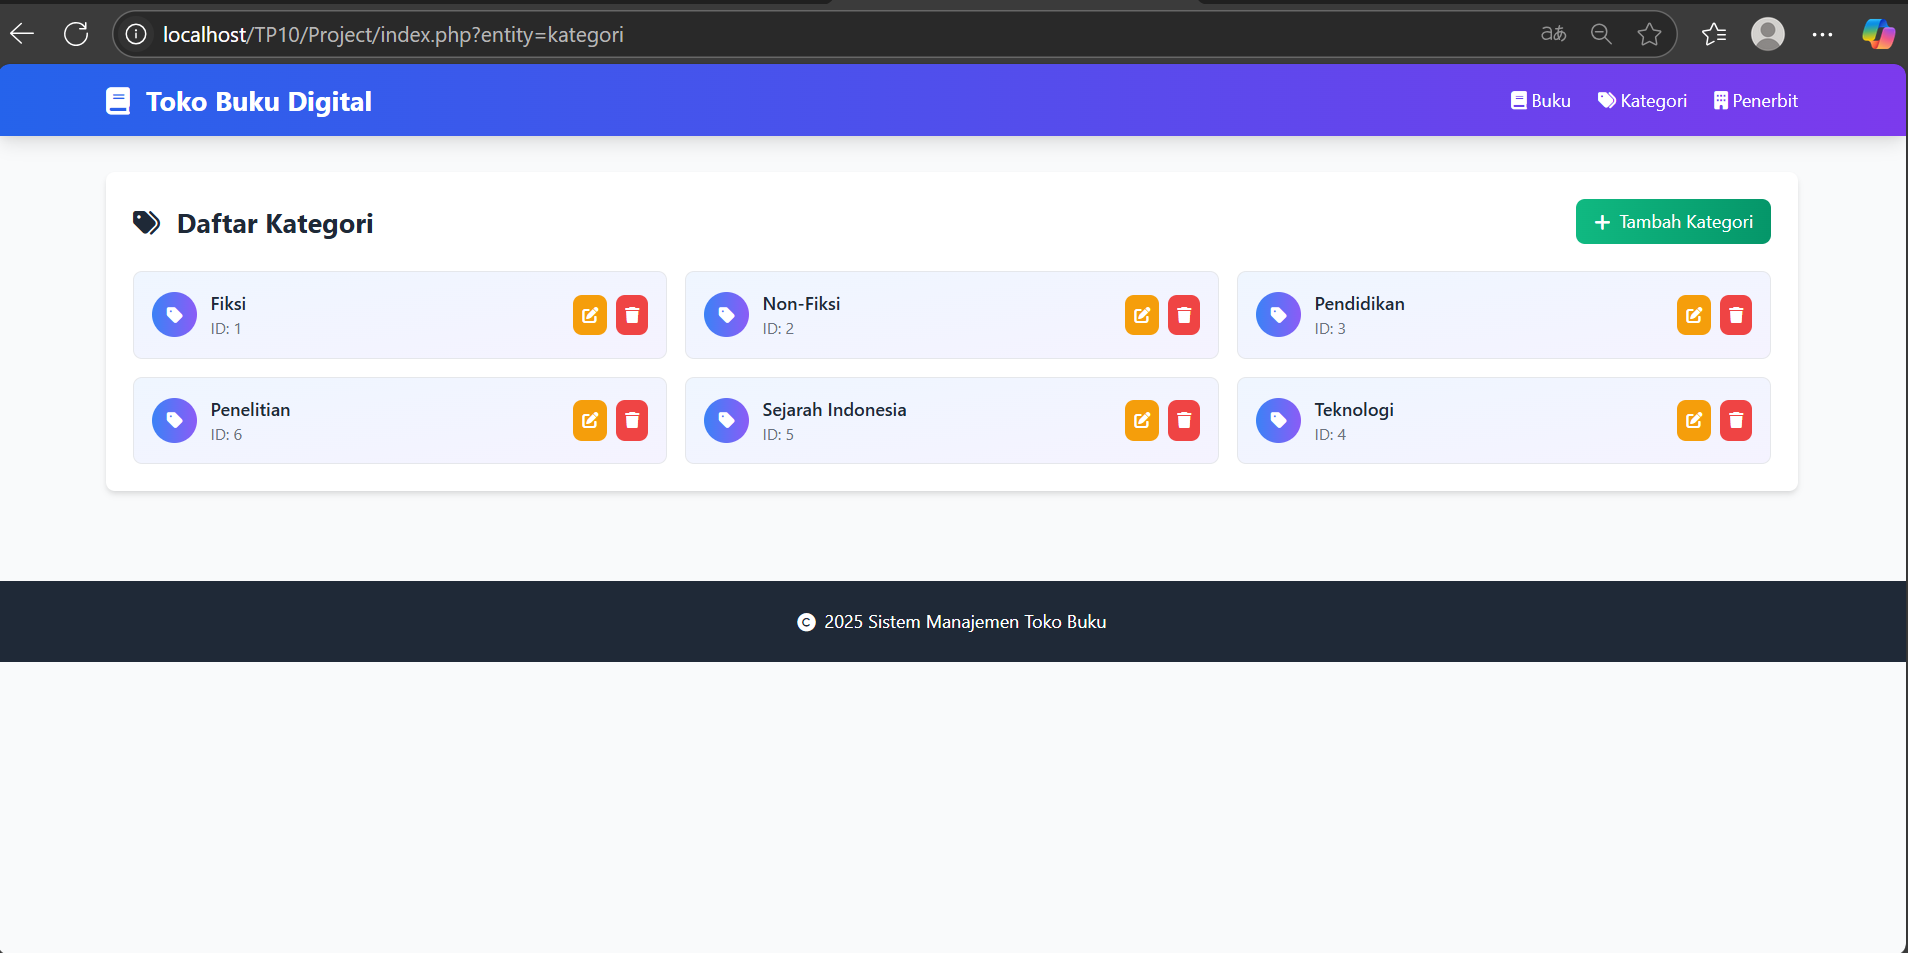 localhost/TP10/Project/index.php?entity=kategori
Toko Buku Digital
Buku
Kategori
Penerbit
Daftar Kategori
Tambah Kategori
Fiksi
ID: 1
Non-Fiksi
ID: 2
Pendidikan
ID: 3
Penelitian
ID: 6
Sejarah Indonesia
ID: 5
Teknologi
ID: 4
© 2025 Sistem Manajemen Toko Buku